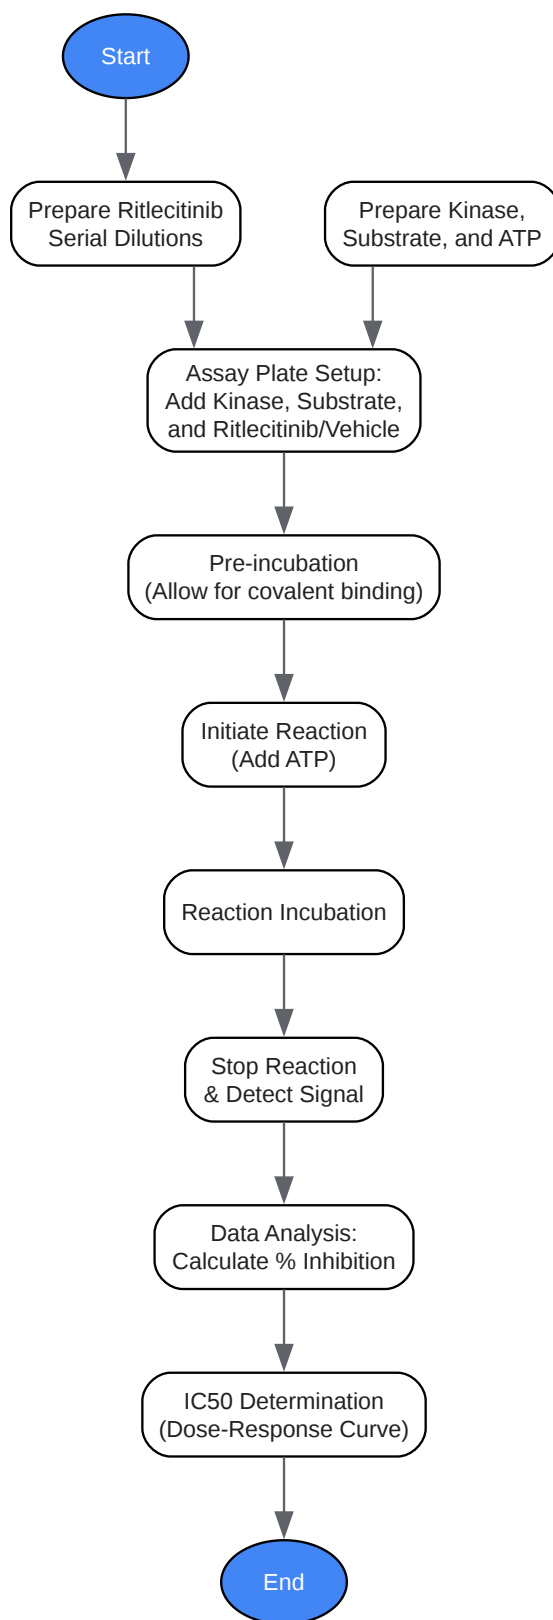 Start
Prepare Ritlecitinib
Serial Dilutions
Prepare Kinase,
Substrate, and ATP
Assay Plate Setup:
Add Kinase, Substrate,
and Ritlecitinib/Vehicle
Pre-incubation
(Allow for covalent binding)
Initiate Reaction
(Add ATP)
Reaction Incubation
Stop Reaction
& Detect Signal
Data Analysis:
Calculate % Inhibition
IC50 Determination
(Dose-Response Curve)
End